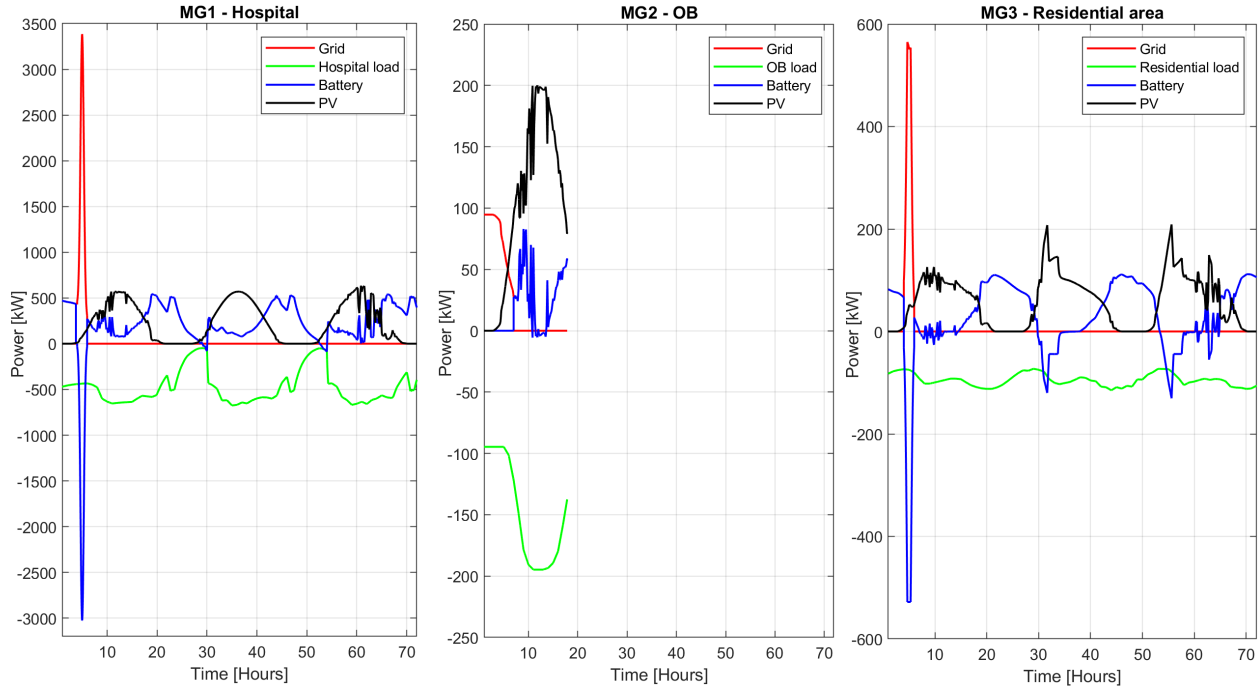 MG1 - Hospital
3500
3000
2500
2000
1500
1000
500
0
-500
-1000
-1500
-2000
-2500
-3000
Power [kW]
10 20 30 40 50 60 70
Time [Hours]
Grid
Hospital load
Battery
PV
MG2 - OB
250
200
150
100
50
0
-50
-100
-150
-200
-250
Power [kW]
10 20 30 40 50 60 70
Time [Hours]
Grid
OB load
Battery
PV
MG3 - Residential area
600
400
200
0
-200
-400
-600
Power [kW]
10 20 30 40 50 60 70
Time [Hours]
Grid
Residential load
Battery
PV